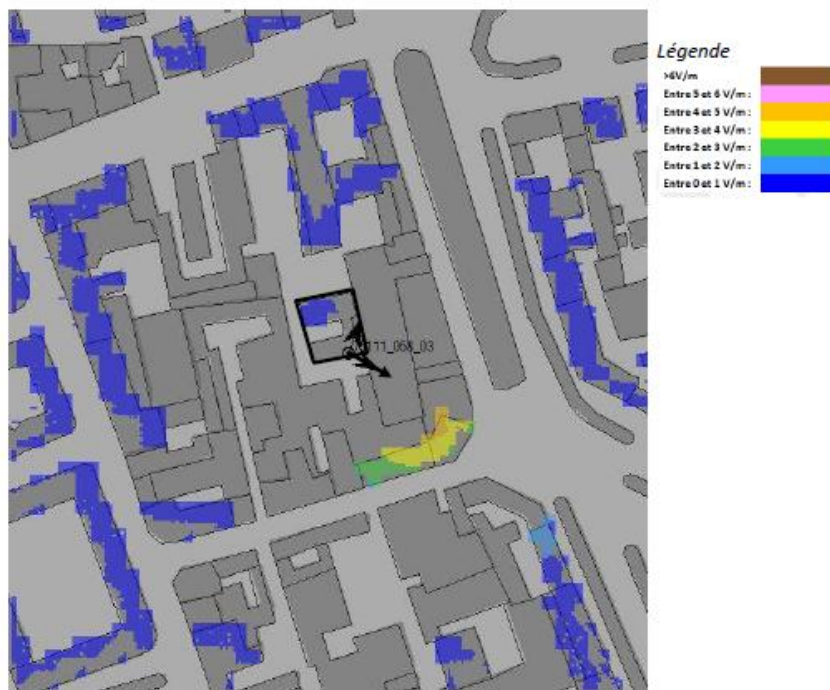 Légende
>6V/m
Entre 5 et 6 V/m :
Entre 4 et 5 V/m :
Entre 3 et 4 V/m :
Entre 2 et 3 V/m :
Entre 1 et 2 V/m :
Entre 0 et 1 V/m :
111_068_03